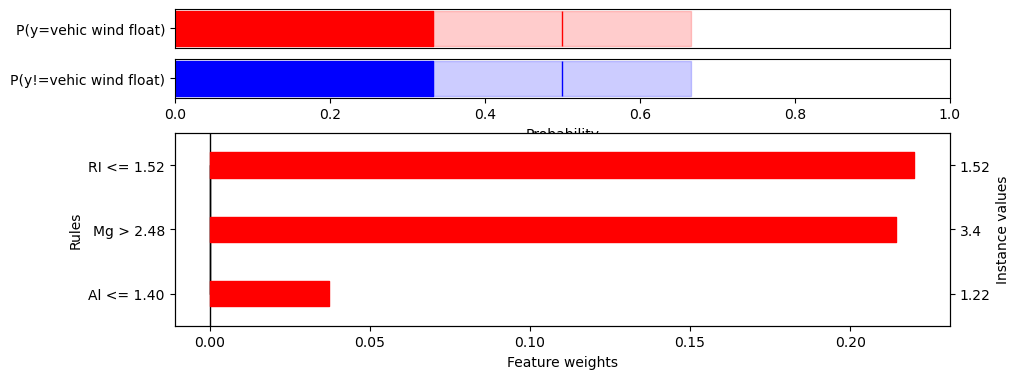 P(y=vehic wind float)
P(y!=vehic wind float)
0.0 0.2 0.4 0.6 0.8 1.0
Probability
RI <= 1.52 1.52
Mg > 2.48 3.4
Al <= 1.40 1.22
Rules
Instance values
0.00 0.05 0.10 0.15 0.20
Feature weights